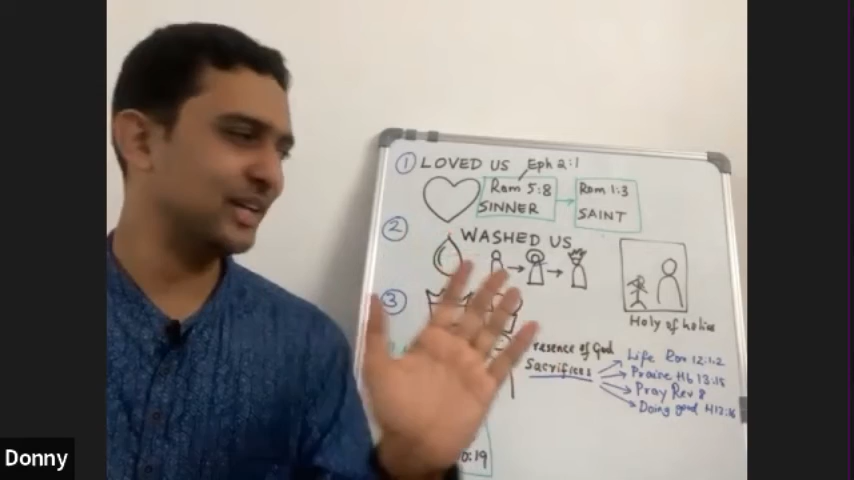 1 LOVED US Eph 2:1
Rom 5:8
SINNER
Rom 1:3
SAINT
2 WASHED US
Holy of holies
3
resence of God
Sacrifices
Life Rom 12:1,2
Praise Hb 13:15
Pray Rev 8
Doing good H13:16
0:19
Donny